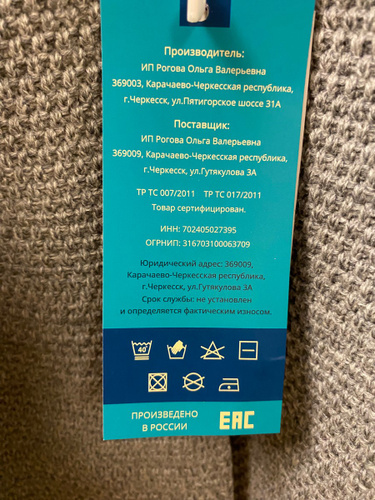 Производитель:
ИП Рогова Ольга Валерьевна
369003, Карачаево-Черкесская республика,
г.Черкесск, ул.Пятигорское шоссе 31А
Поставщик:
ИП Рогова Ольга Валерьевна
369009, Карачаево-Черкесская республика,
г.Черкесск, ул.Гутякулова 3А
ТР ТС 007/2011 ТР ТС 017/2011
Товар сертифицирован.
ИНН: 702405027395
ОГРНИП: 316703100063709
Юридический адрес: 369009,
Карачаево-Черкесская республика,
г.Черкесск, ул.Гутякулова 3А
Срок службы: не установлен
и определяется фактическим износом.
40
ПРОИЗВЕДЕНО
В РОССИИ
ЕАС